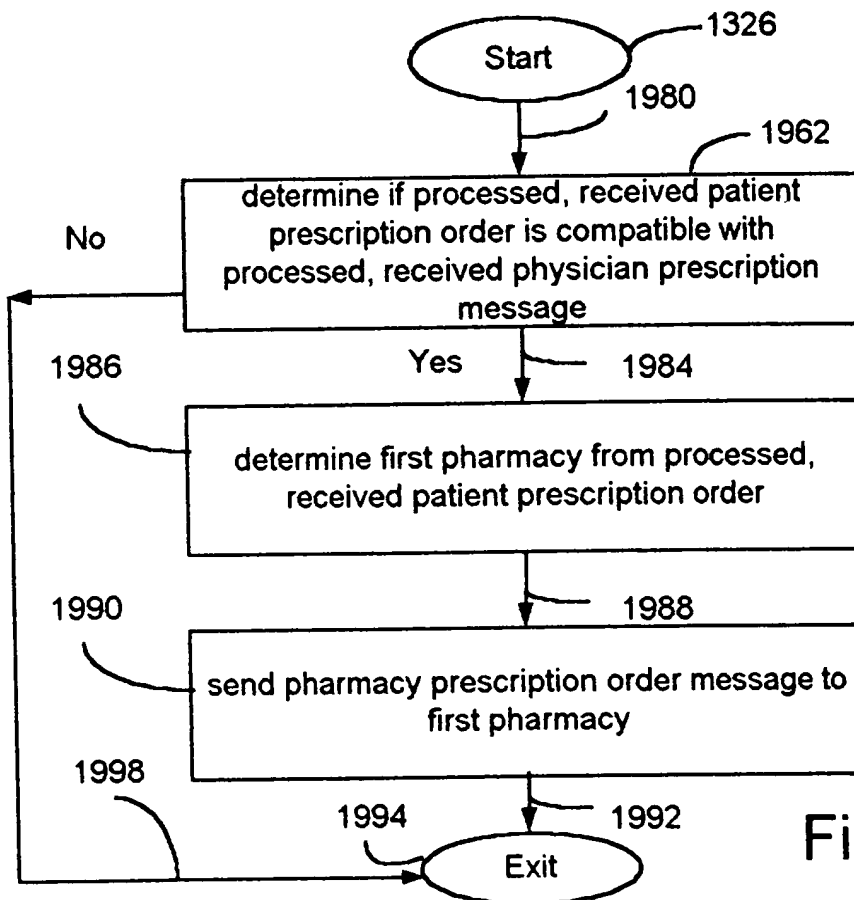 1326
Start
1980
1962
determine if processed, received patient
prescription order is compatible with
processed, received physician prescription
message
No
Yes
1984
1986
determine first pharmacy from processed,
received patient prescription order
1988
1990
send pharmacy prescription order message to
first pharmacy
1998
1994
1992
Exit
Fi